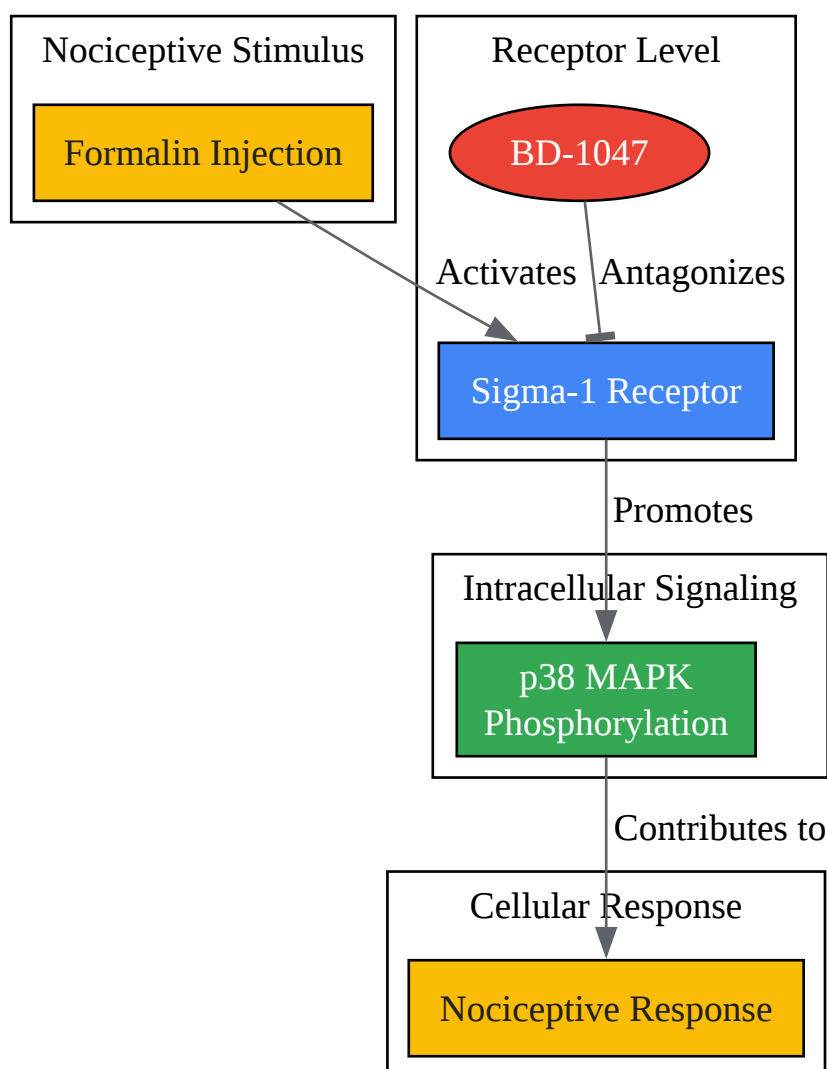 Nociceptive Stimulus
Formalin Injection
Receptor Level
BD-1047
Activates
Antagonizes
Sigma-1 Receptor
Promotes
Intracellular Signaling
p38 MAPK
Phosphorylation
Contributes to
Cellular Response
Nociceptive Response